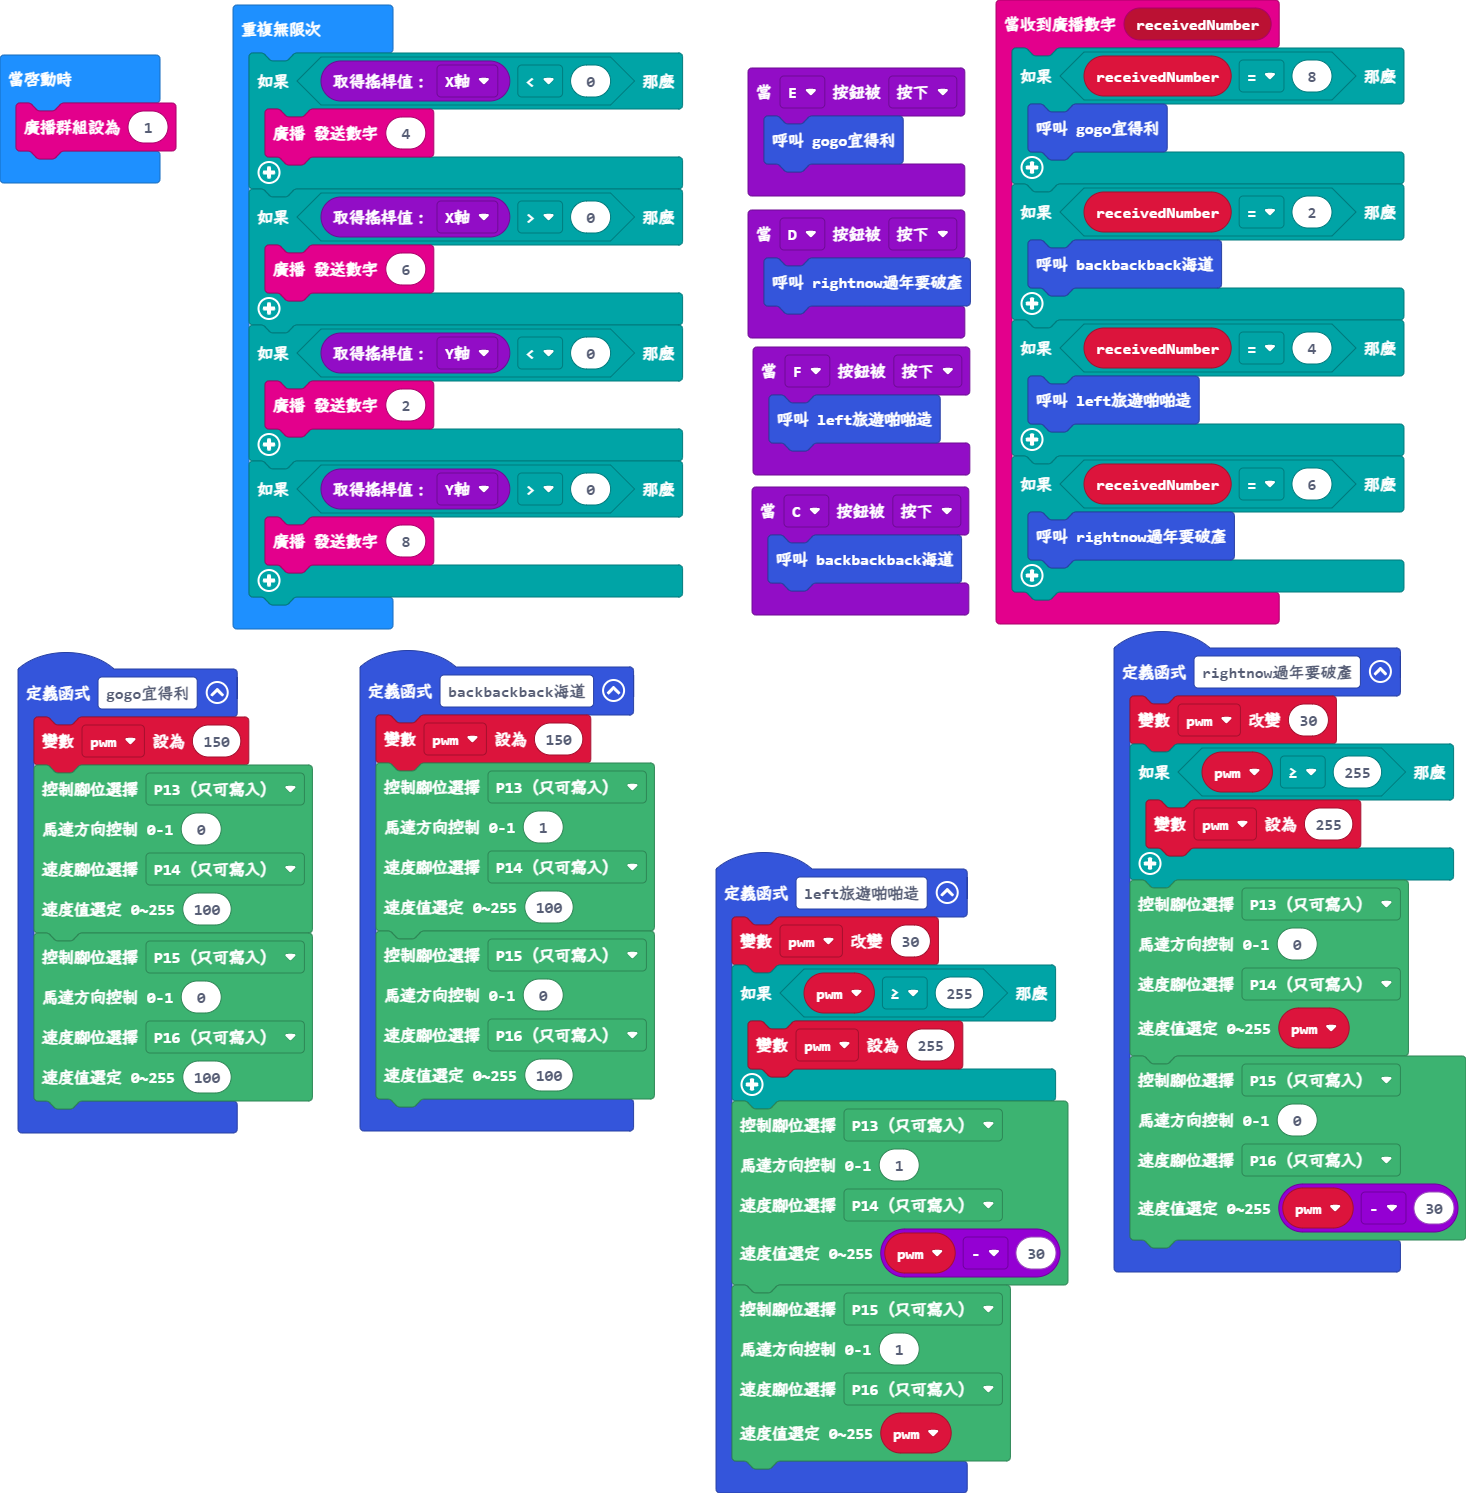 當啓動時
廣播群組設為 1
重複無限次
如果 取得搖桿值： X軸 < 0 那麼
廣播 發送數字 4
如果 取得搖桿值： X軸 > 0 那麼
廣播 發送數字 6
如果 取得搖桿值： Y軸 < 0 那麼
廣播 發送數字 2
如果 取得搖桿值： Y軸 > 0 那麼
廣播 發送數字 8
當 E 按鈕被 按下
呼叫 gogo宜得利
當 D 按鈕被 按下
呼叫 rightnow過年要破產
當 F 按鈕被 按下
呼叫 left旅遊啪啪造
當 C 按鈕被 按下
呼叫 backbackback海道
當收到廣播數字 receivedNumber
如果 receivedNumber = 8 那麼
呼叫 gogo宜得利
如果 receivedNumber = 2 那麼
呼叫 backbackback海道
如果 receivedNumber = 4 那麼
呼叫 left旅遊啪啪造
如果 receivedNumber = 6 那麼
呼叫 rightnow過年要破產
定義函式 gogo宜得利
變數 pwm 設為 150
控制腳位選擇 P13（只可寫入）
馬達方向控制 0-1 0
速度腳位選擇 P14（只可寫入）
速度值選定 0~255 100
控制腳位選擇 P15（只可寫入）
馬達方向控制 0-1 0
速度腳位選擇 P16（只可寫入）
速度值選定 0~255 100
定義函式 backbackback海道
變數 pwm 設為 150
控制腳位選擇 P13（只可寫入）
馬達方向控制 0-1 1
速度腳位選擇 P14（只可寫入）
速度值選定 0~255 100
控制腳位選擇 P15（只可寫入）
馬達方向控制 0-1 0
速度腳位選擇 P16（只可寫入）
速度值選定 0~255 100
定義函式 left旅遊啪啪造
變數 pwm 改變 30
如果 pwm ≥ 255 那麼
變數 pwm 設為 255
控制腳位選擇 P13（只可寫入）
馬達方向控制 0-1 1
速度腳位選擇 P14（只可寫入）
速度值選定 0~255 pwm - 30
控制腳位選擇 P15（只可寫入）
馬達方向控制 0-1 1
速度腳位選擇 P16（只可寫入）
速度值選定 0~255 pwm
定義函式 rightnow過年要破產
變數 pwm 改變 30
如果 pwm ≥ 255 那麼
變數 pwm 設為 255
控制腳位選擇 P13（只可寫入）
馬達方向控制 0-1 0
速度腳位選擇 P14（只可寫入）
速度值選定 0~255 pwm
控制腳位選擇 P15（只可寫入）
馬達方向控制 0-1 0
速度腳位選擇 P16（只可寫入）
速度值選定 0~255 pwm - 30